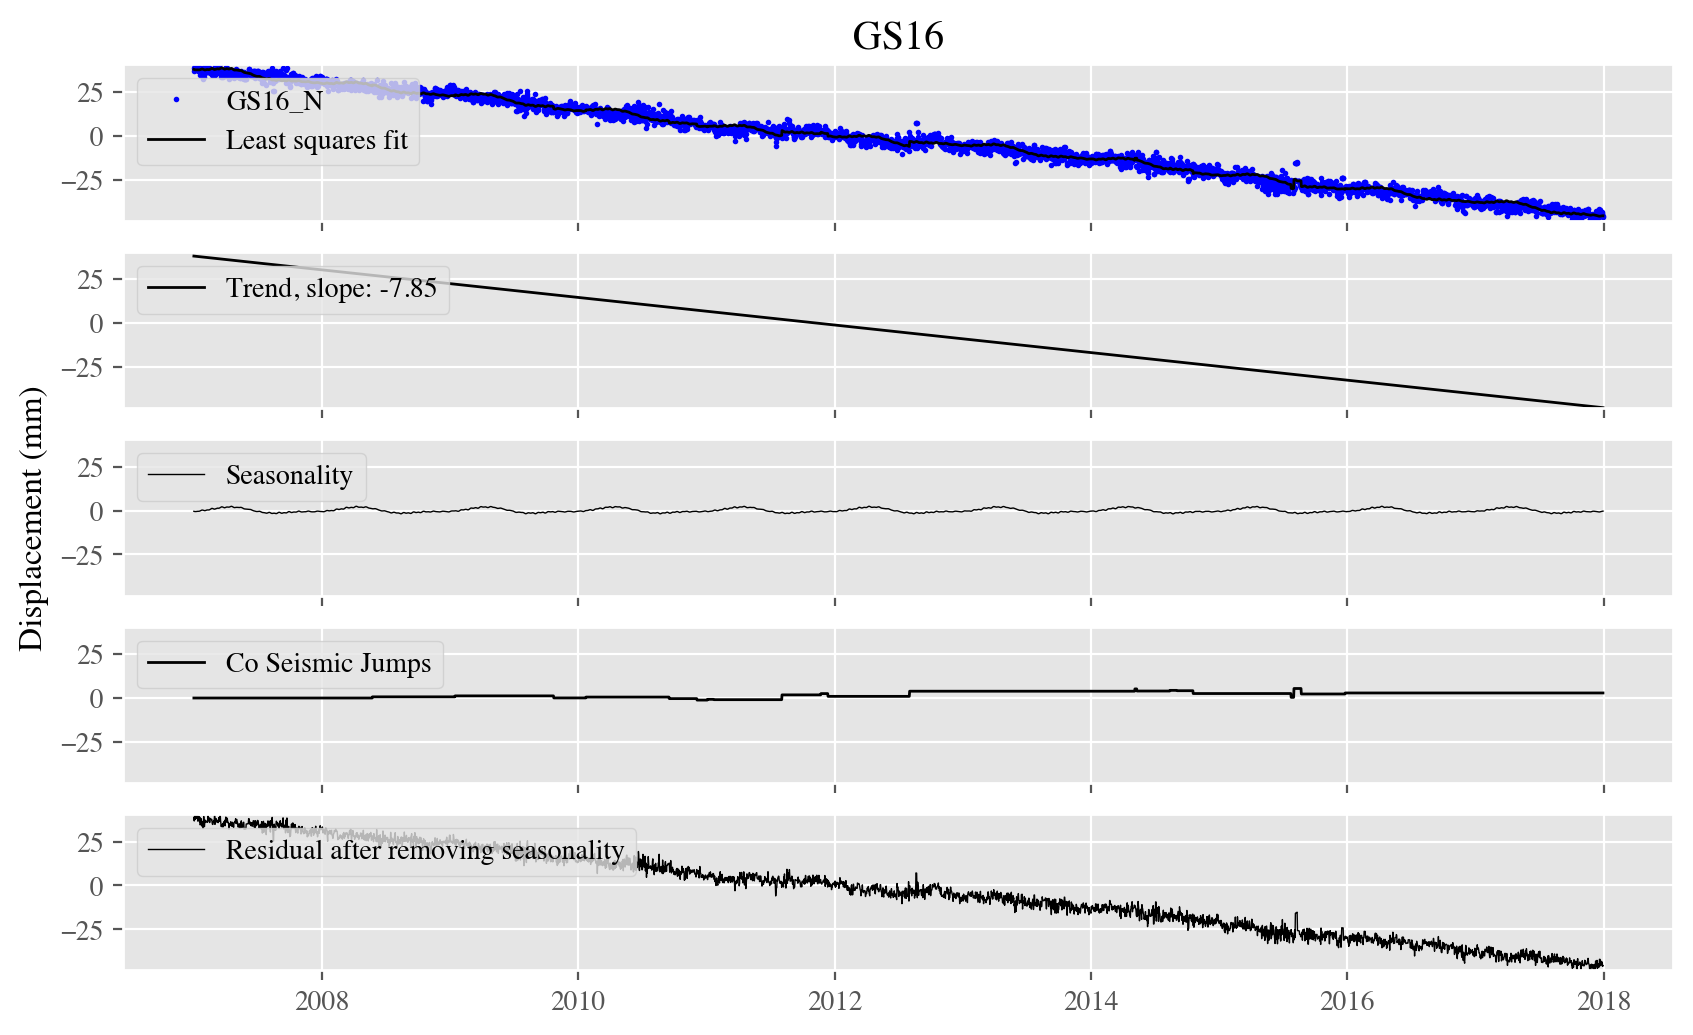 GS16
25
0
−25
GS16_N
Least squares fit
25
0
−25
Trend, slope: -7.85
Displacement (mm)
25
0
−25
Seasonality
25
0
−25
Co Seismic Jumps
25
0
−25
Residual after removing seasonality
2008 2010 2012 2014 2016 2018